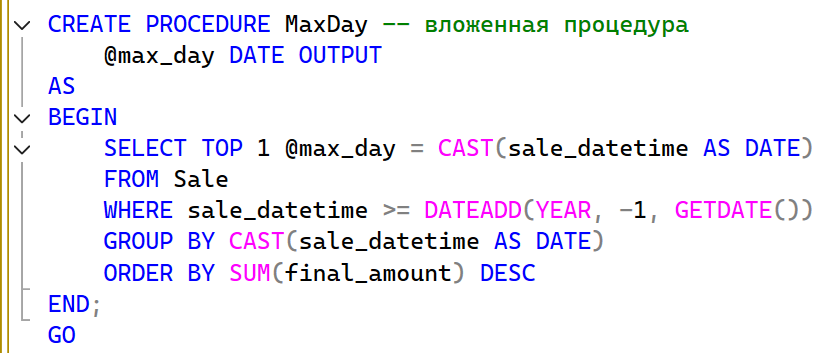 CREATE PROCEDURE MaxDay -- вложенная процедура
    @max_day DATE OUTPUT
AS
BEGIN
    SELECT TOP 1 @max_day = CAST(sale_datetime AS DATE)
    FROM Sale
    WHERE sale_datetime >= DATEADD(YEAR, -1, GETDATE())
    GROUP BY CAST(sale_datetime AS DATE)
    ORDER BY SUM(final_amount) DESC
END;
GO